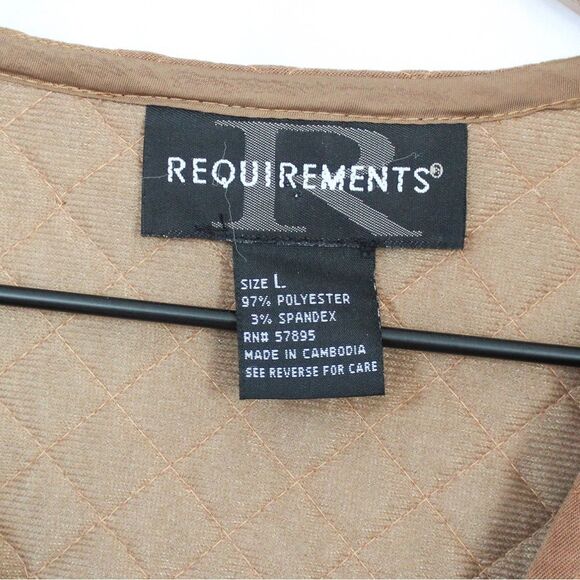 R
REQUIREMENTS®
SIZE L
97% POLYESTER
3% SPANDEX
RN# 57895
MADE IN CAMBODIA
SEE REVERSE FOR CARE